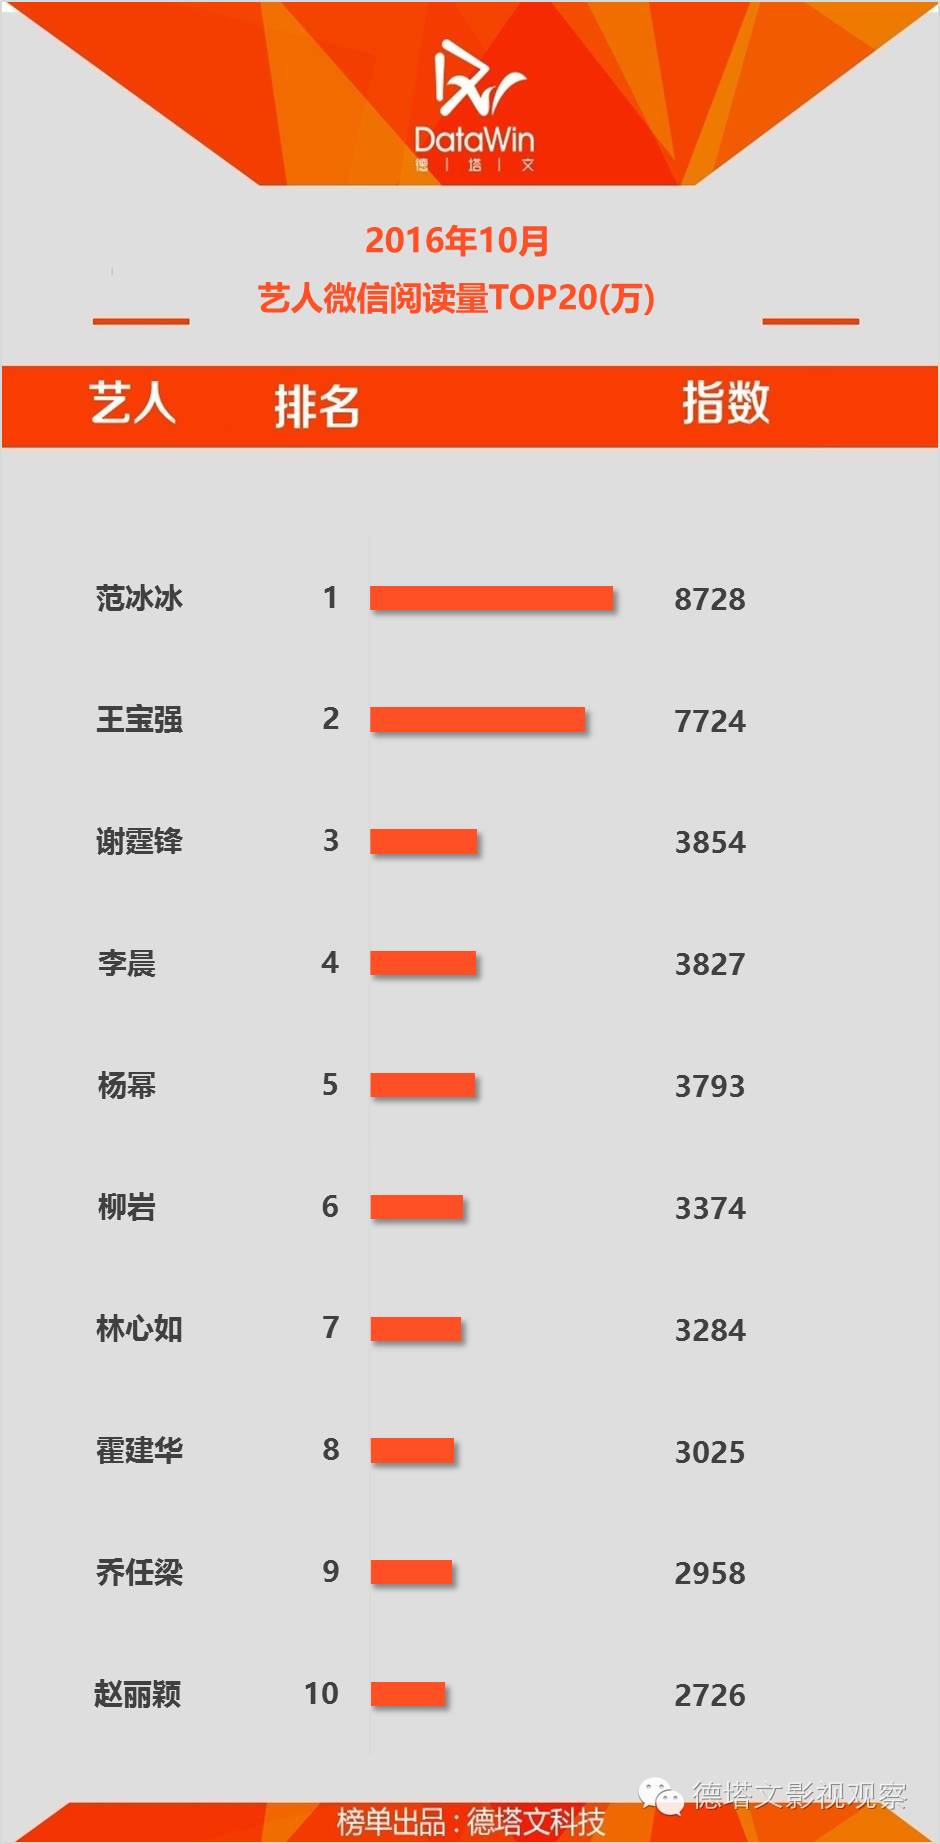 DataWin
德|塔|文
2016年10月
艺人微信阅读量TOP20(万)
艺人 排名 指数
范冰冰 1 8728
王宝强 2 7724
谢霆锋 3 3854
李晨 4 3827
杨幂 5 3793
柳岩 6 3374
林心如 7 3284
霍建华 8 3025
乔任梁 9 2958
赵丽颖 10 2726
德塔文影视观察
榜单出品：德塔文科技